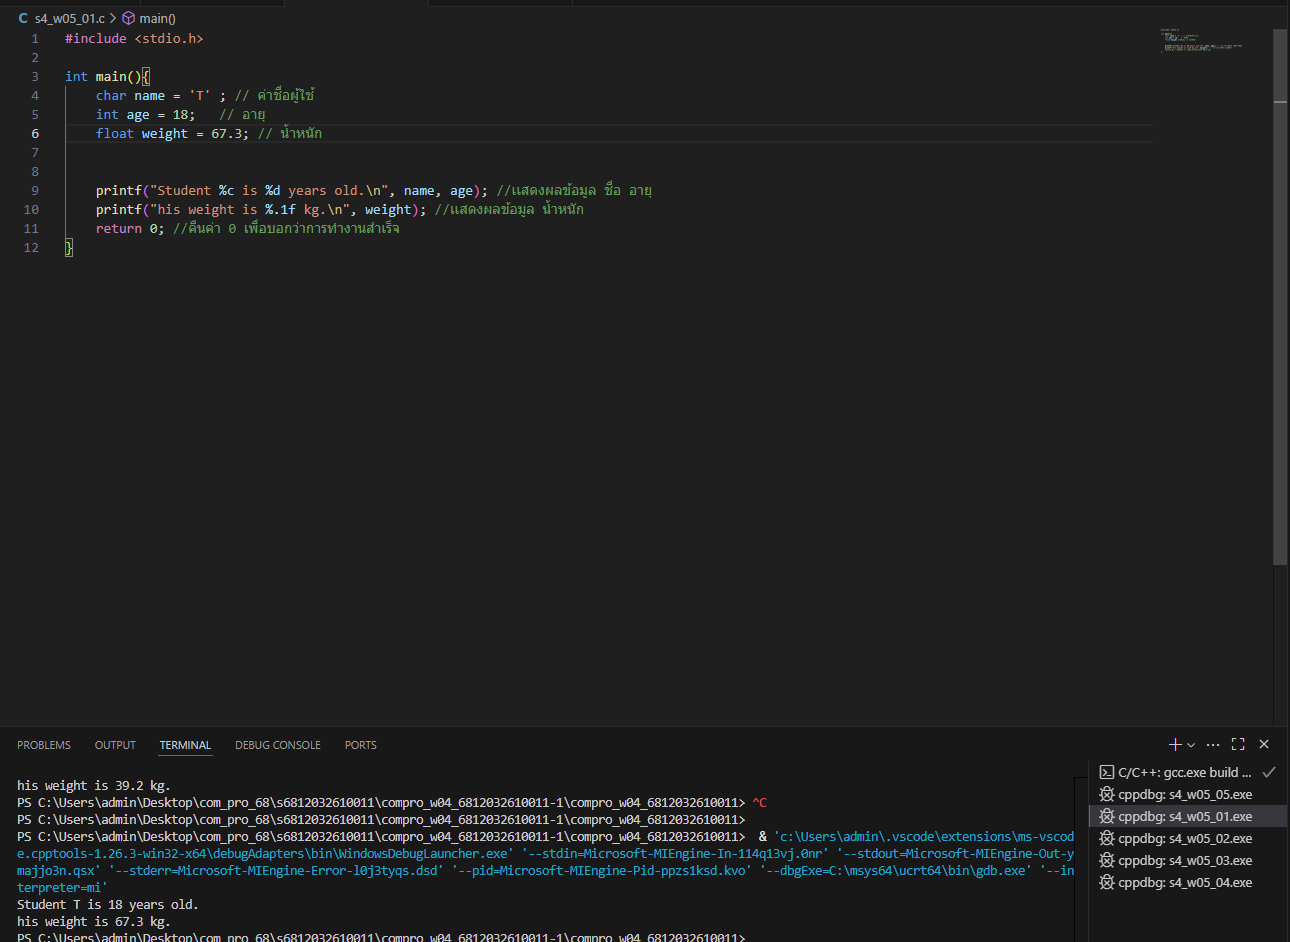 s4_w05_01.c > main()
1 #include <stdio.h>
2
3 int main(){
4 char name = 'T' ; // ค่าชื่อผู้ใช้
5 int age = 18; // อายุ
6 float weight = 67.3; // น้ำหนัก
7
8
9 printf("Student %c is %d years old.\n", name, age); //แสดงผลข้อมูล ชื่อ อายุ
10 printf("his weight is %.1f kg.\n", weight); //แสดงผลข้อมูล น้ำหนัก
11 return 0; //คืนค่า 0 เพื่อบอกว่าการทำงานสำเร็จ
12 }
PROBLEMS OUTPUT TERMINAL DEBUG CONSOLE PORTS
his weight is 39.2 kg.
PS C:\Users\admin\Desktop\com_pro_68\s6812032610011\compro_w04_6812032610011-1\compro_w04_6812032610011> ^C
PS C:\Users\admin\Desktop\com_pro_68\s6812032610011\compro_w04_6812032610011-1\compro_w04_6812032610011>
PS C:\Users\admin\Desktop\com_pro_68\s6812032610011\compro_w04_6812032610011-1\compro_w04_6812032610011> & 'c:\Users\admin\.vscode\extensions\ms-vscod
e.cpptools-1.26.3-win32-x64\debugAdapters\bin\WindowsDebugLauncher.exe' '--stdin=Microsoft-MIEngine-In-114q13vj.0nr' '--stdout=Microsoft-MIEngine-Out-y
majjo3n.qsx' '--stderr=Microsoft-MIEngine-Error-l0j3tyqs.dsd' '--pid=Microsoft-MIEngine-Pid-ppzs1ksd.kvo' '--dbgExe=C:\msys64\ucrt64\bin\gdb.exe' '--in
terpreter=mi'
Student T is 18 years old.
his weight is 67.3 kg.
PS C:\Users\admin\Desktop\com_pro_68\s6812032610011\compro_w04_6812032610011-1\compro_w04_6812032610011>
C/C++: gcc.exe build ...
cppdbg: s4_w05_05.exe
cppdbg: s4_w05_01.exe
cppdbg: s4_w05_02.exe
cppdbg: s4_w05_03.exe
cppdbg: s4_w05_04.exe